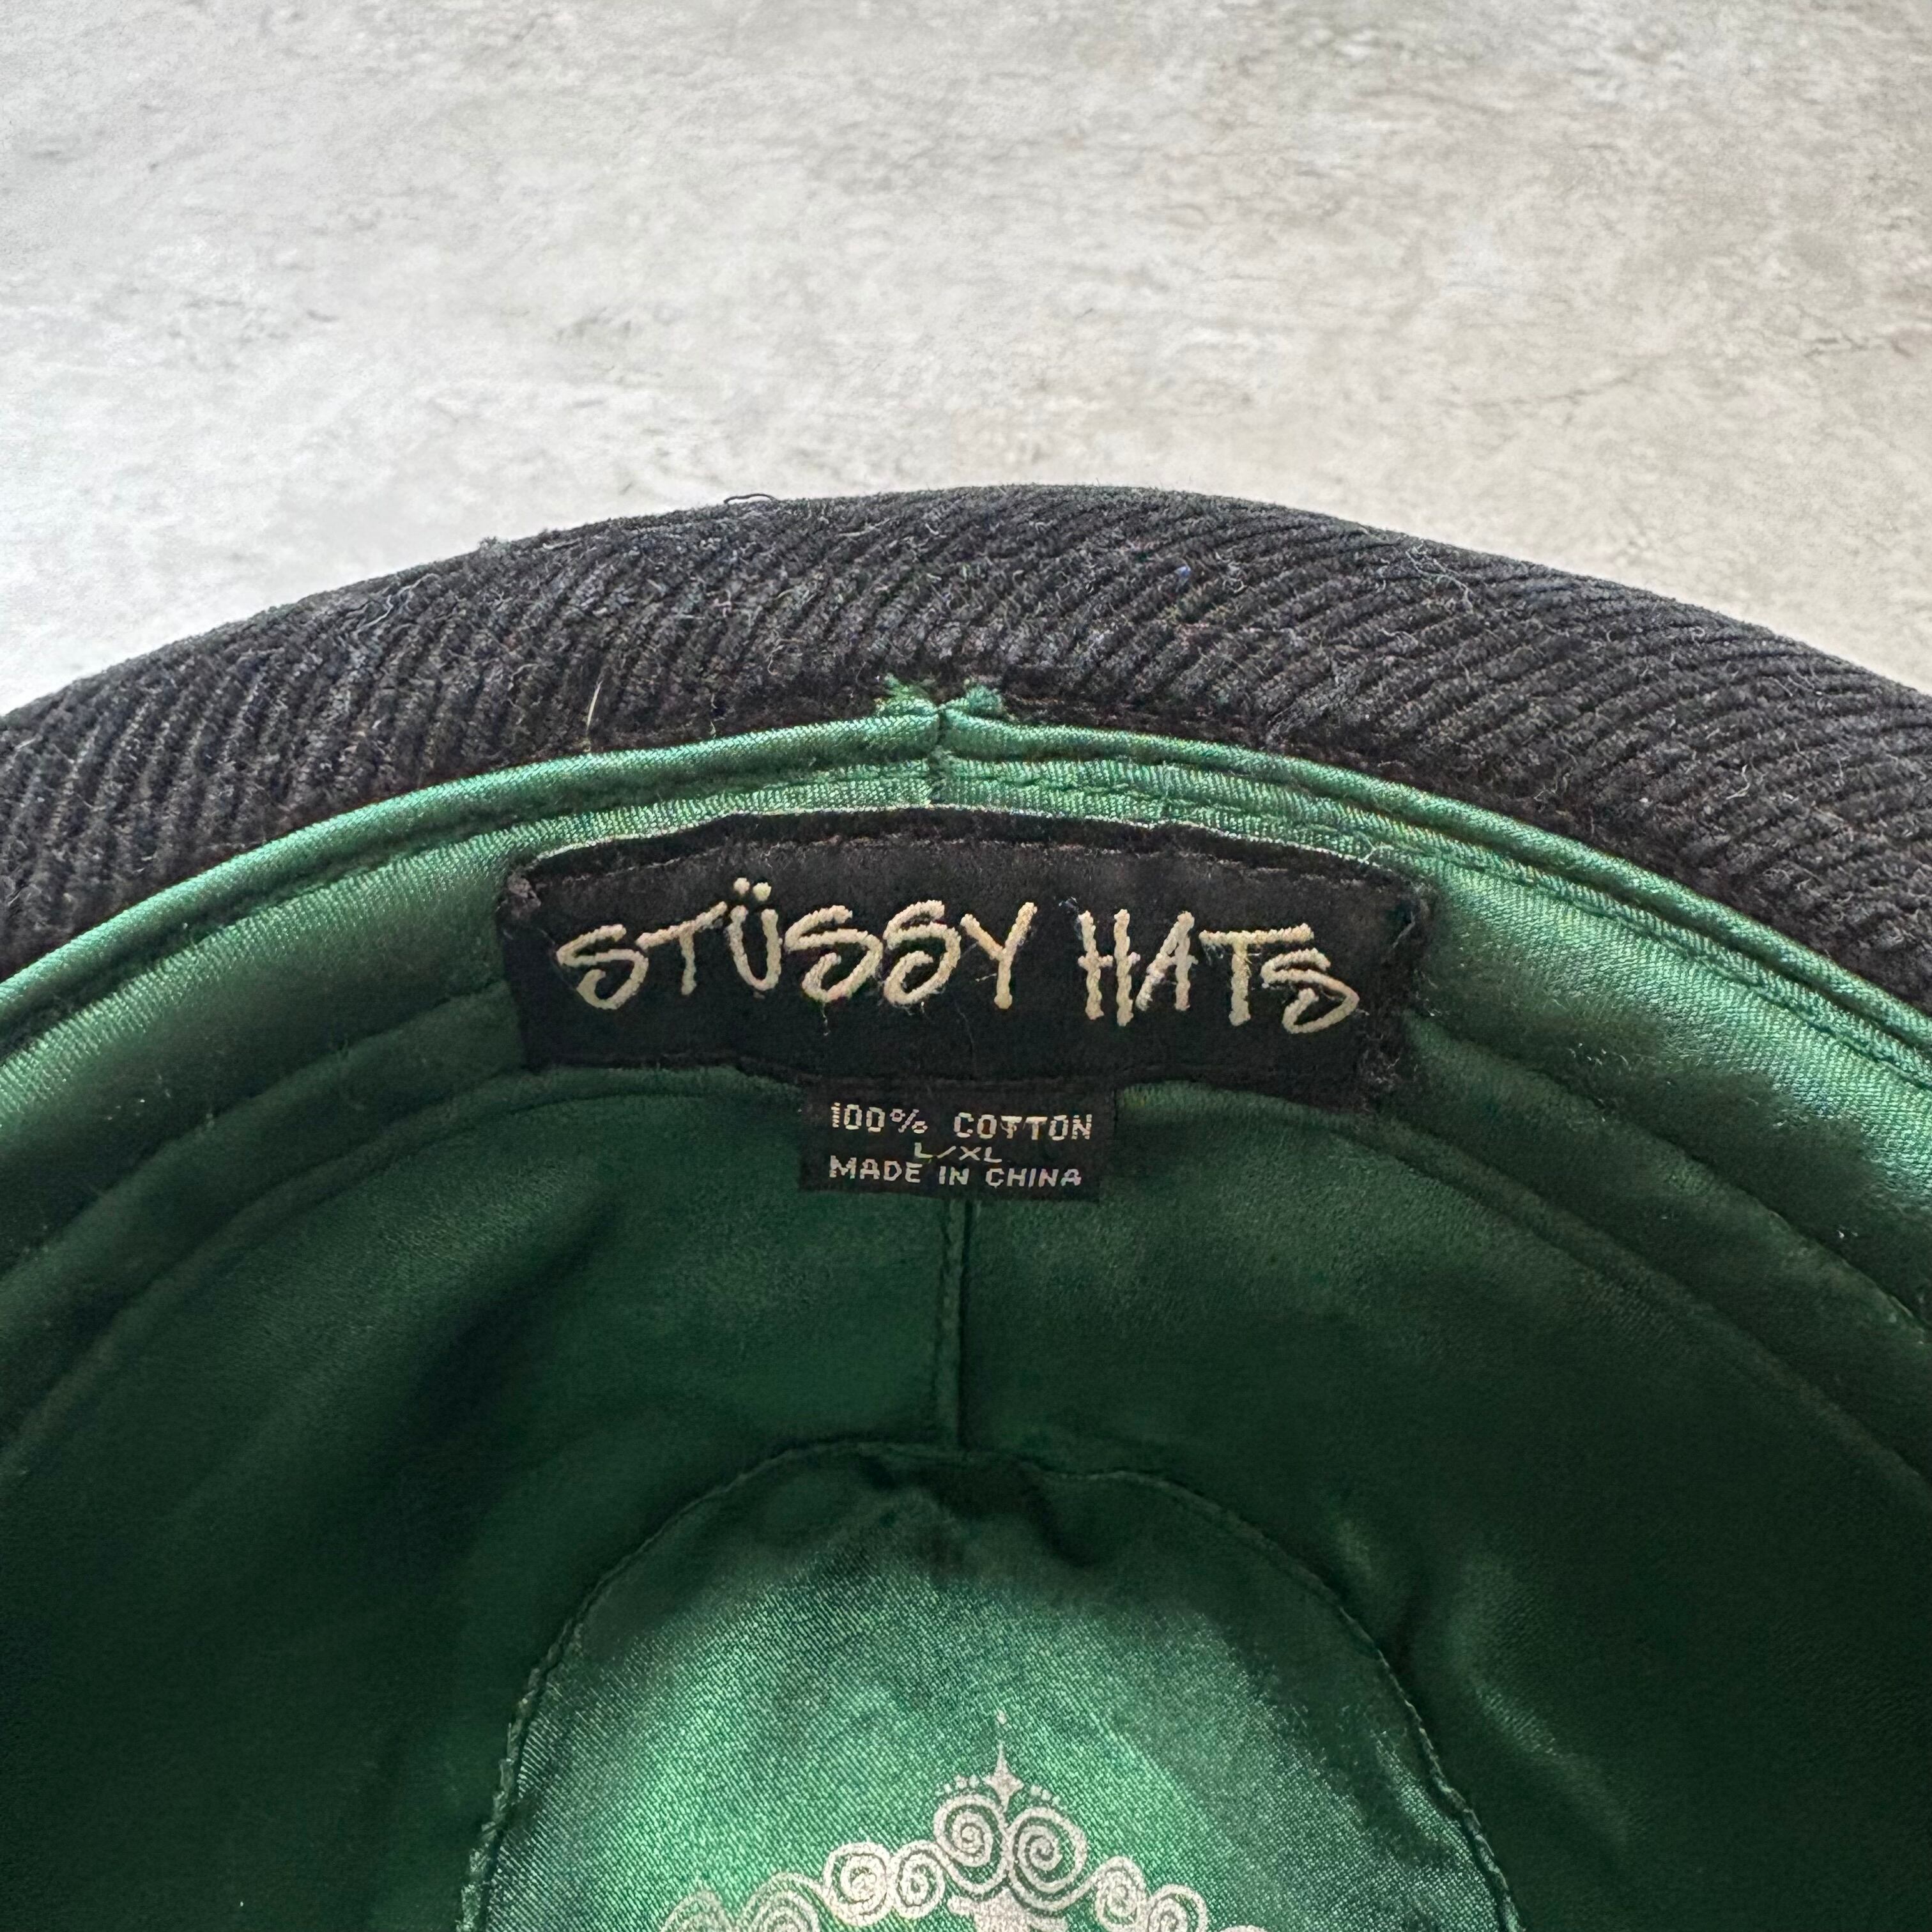 STÜSSY HATS
100% COTTON
L/XL
MADE IN CHINA